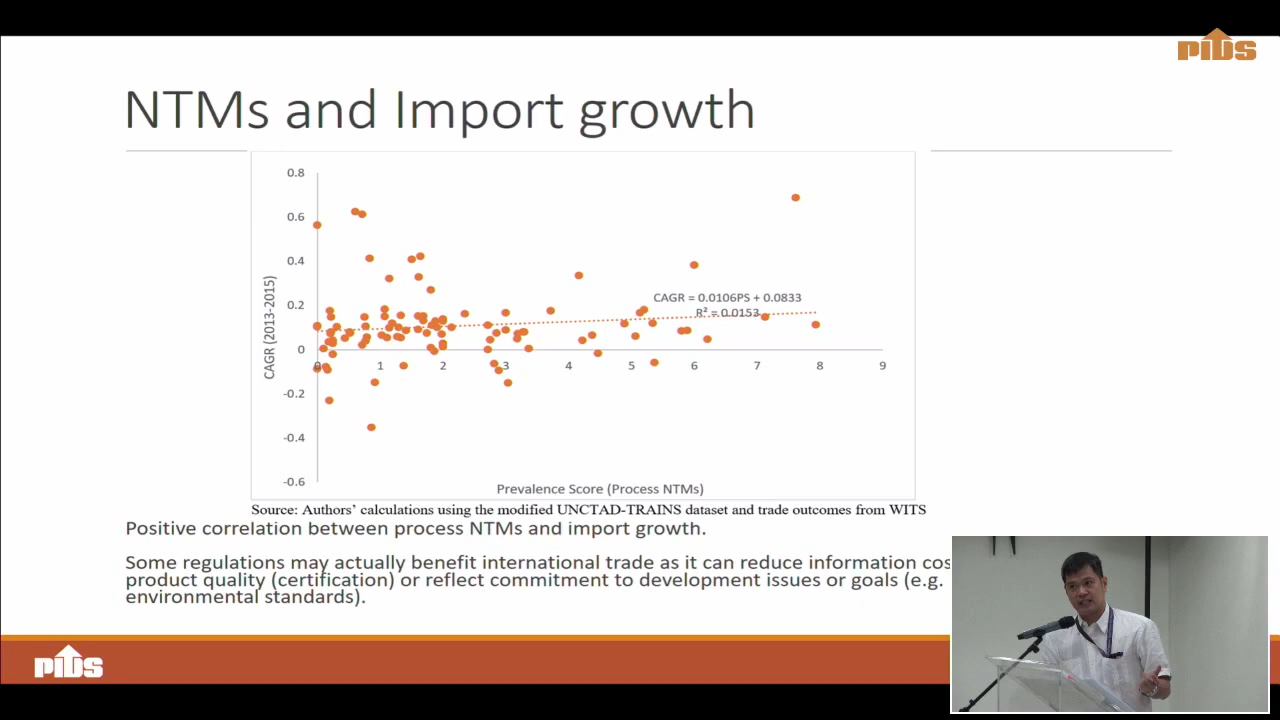 PIDS
NTMs and Import growth
0.8
0.6
0.4
0.2
0
-0.2
-0.4
-0.6
CAGR (2013-2015)
CAGR = 0.0106PS + 0.0833
R² = 0.0153
0 1 2 3 4 5 6 7 8 9
Prevalence Score (Process NTMs)
Source: Authors' calculations using the modified UNCTAD-TRAINS dataset and trade outcomes from WITS
Positive correlation between process NTMs and import growth.
Some regulations may actually benefit international trade as it can reduce information cos
product quality (certification) or reflect commitment to development issues or goals (e.g.
environmental standards).
PIDS